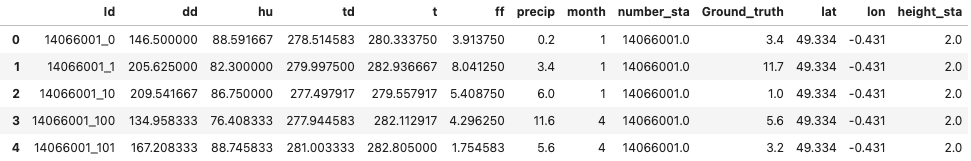 Id dd hu td t ff precip month number_sta Ground_truth lat lon height_sta
0 14066001_0 146.500000 88.591667 278.514583 280.333750 3.913750 0.2 1 14066001.0 3.4 49.334 -0.431 2.0
1 14066001_1 205.625000 82.300000 279.997500 282.936667 8.041250 3.4 1 14066001.0 11.7 49.334 -0.431 2.0
2 14066001_10 209.541667 86.750000 277.497917 279.557917 5.408750 6.0 1 14066001.0 1.0 49.334 -0.431 2.0
3 14066001_100 134.958333 76.408333 277.944583 282.112917 4.296250 11.6 4 14066001.0 5.6 49.334 -0.431 2.0
4 14066001_101 167.208333 88.745833 281.003333 282.805000 1.754583 5.6 4 14066001.0 3.2 49.334 -0.431 2.0